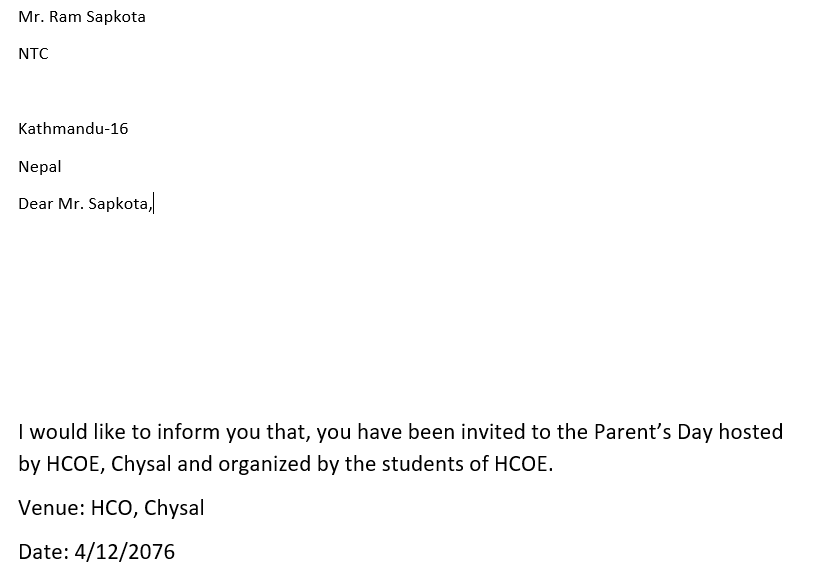 Mr. Ram Sapkota
NTC
Kathmandu-16
Nepal
Dear Mr. Sapkota,
I would like to inform you that, you have been invited to the Parent’s Day hosted
by HCOE, Chysal and organized by the students of HCOE.
Venue: HCO, Chysal
Date: 4/12/2076